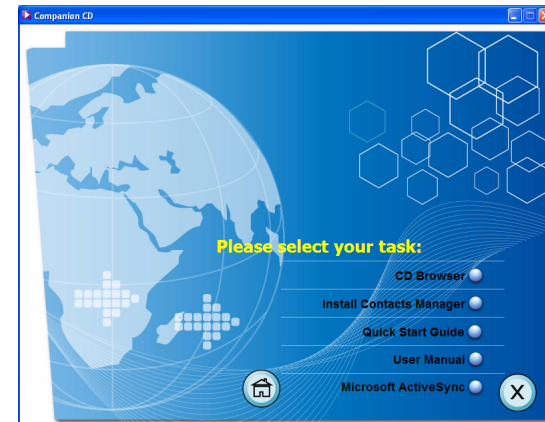 Companion CD
Please select your task:
CD Browser
Install Contacts Manager
Quick Start Guide
User Manual
Microsoft ActiveSync
X